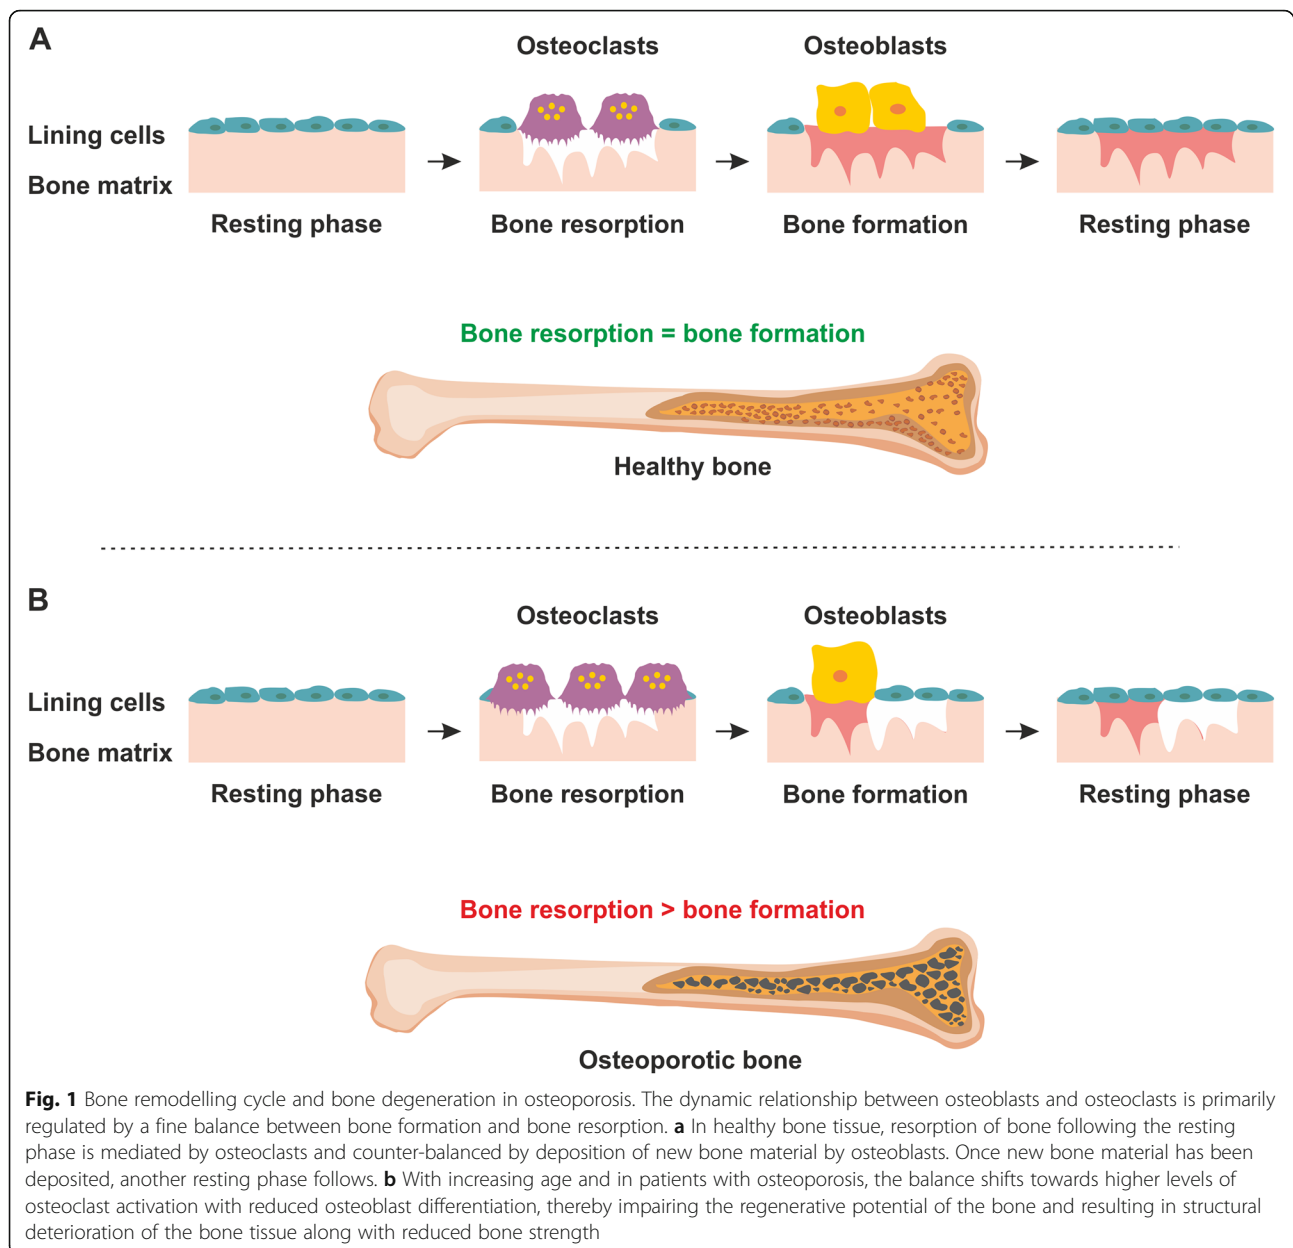 A
Osteoclasts
Osteoblasts
Lining cells
Bone matrix
Resting phase
Bone resorption
Bone formation
Resting phase
Bone resorption = bone formation
Healthy bone
B
Osteoclasts
Osteoblasts
Lining cells
Bone matrix
Resting phase
Bone resorption
Bone formation
Resting phase
Bone resorption > bone formation
Osteoporotic bone
Fig. 1 Bone remodelling cycle and bone degeneration in osteoporosis. The dynamic relationship between osteoblasts and osteoclasts is primarily
regulated by a fine balance between bone formation and bone resorption. a In healthy bone tissue, resorption of bone following the resting
phase is mediated by osteoclasts and counter-balanced by deposition of new bone material by osteoblasts. Once new bone material has been
deposited, another resting phase follows. b With increasing age and in patients with osteoporosis, the balance shifts towards higher levels of
osteoclast activation with reduced osteoblast differentiation, thereby impairing the regenerative potential of the bone and resulting in structural
deterioration of the bone tissue along with reduced bone strength